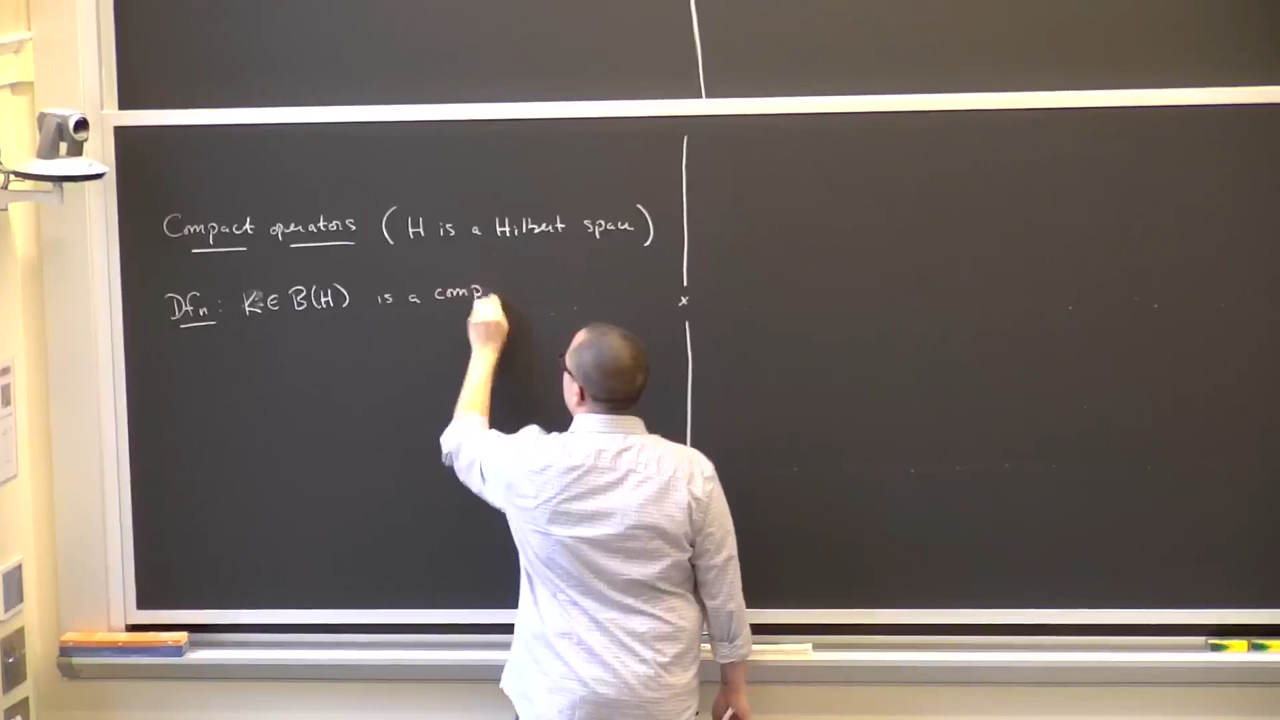 Compact operators (H is a Hilbert space)
Dfn: K ∈ B(H) is a comp